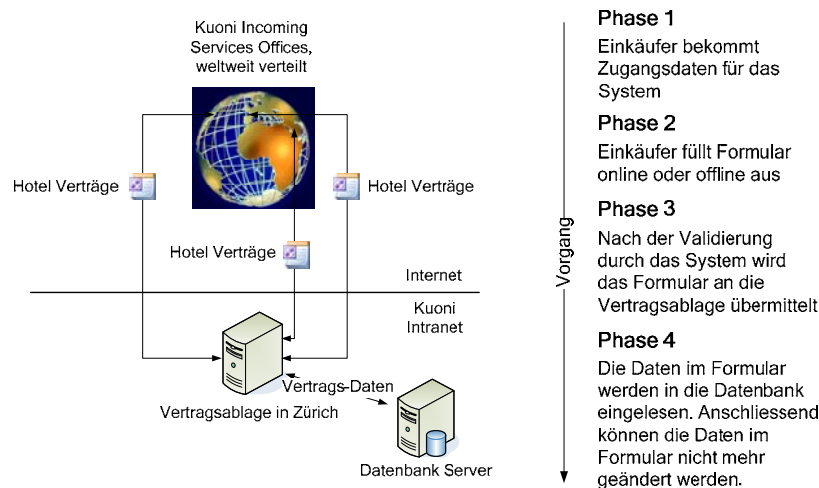 Kuoni Incoming
Services Offices,
weltweit verteilt
Hotel Verträge
Hotel Verträge
Hotel Verträge
Internet
Kuoni
Intranet
Vertrags-Daten
Vertragsablage in Zürich
Datenbank Server
Vorgang
Phase 1
Einkäufer bekommt
Zugangsdaten für das
System
Phase 2
Einkäufer füllt Formular
online oder offline aus
Phase 3
Nach der Validierung
durch das System wird
das Formular an die
Vertragsablage übermittelt
Phase 4
Die Daten im Formular
werden in die Datenbank
eingelesen. Anschliessend
können die Daten im
Formular nicht mehr
geändert werden.